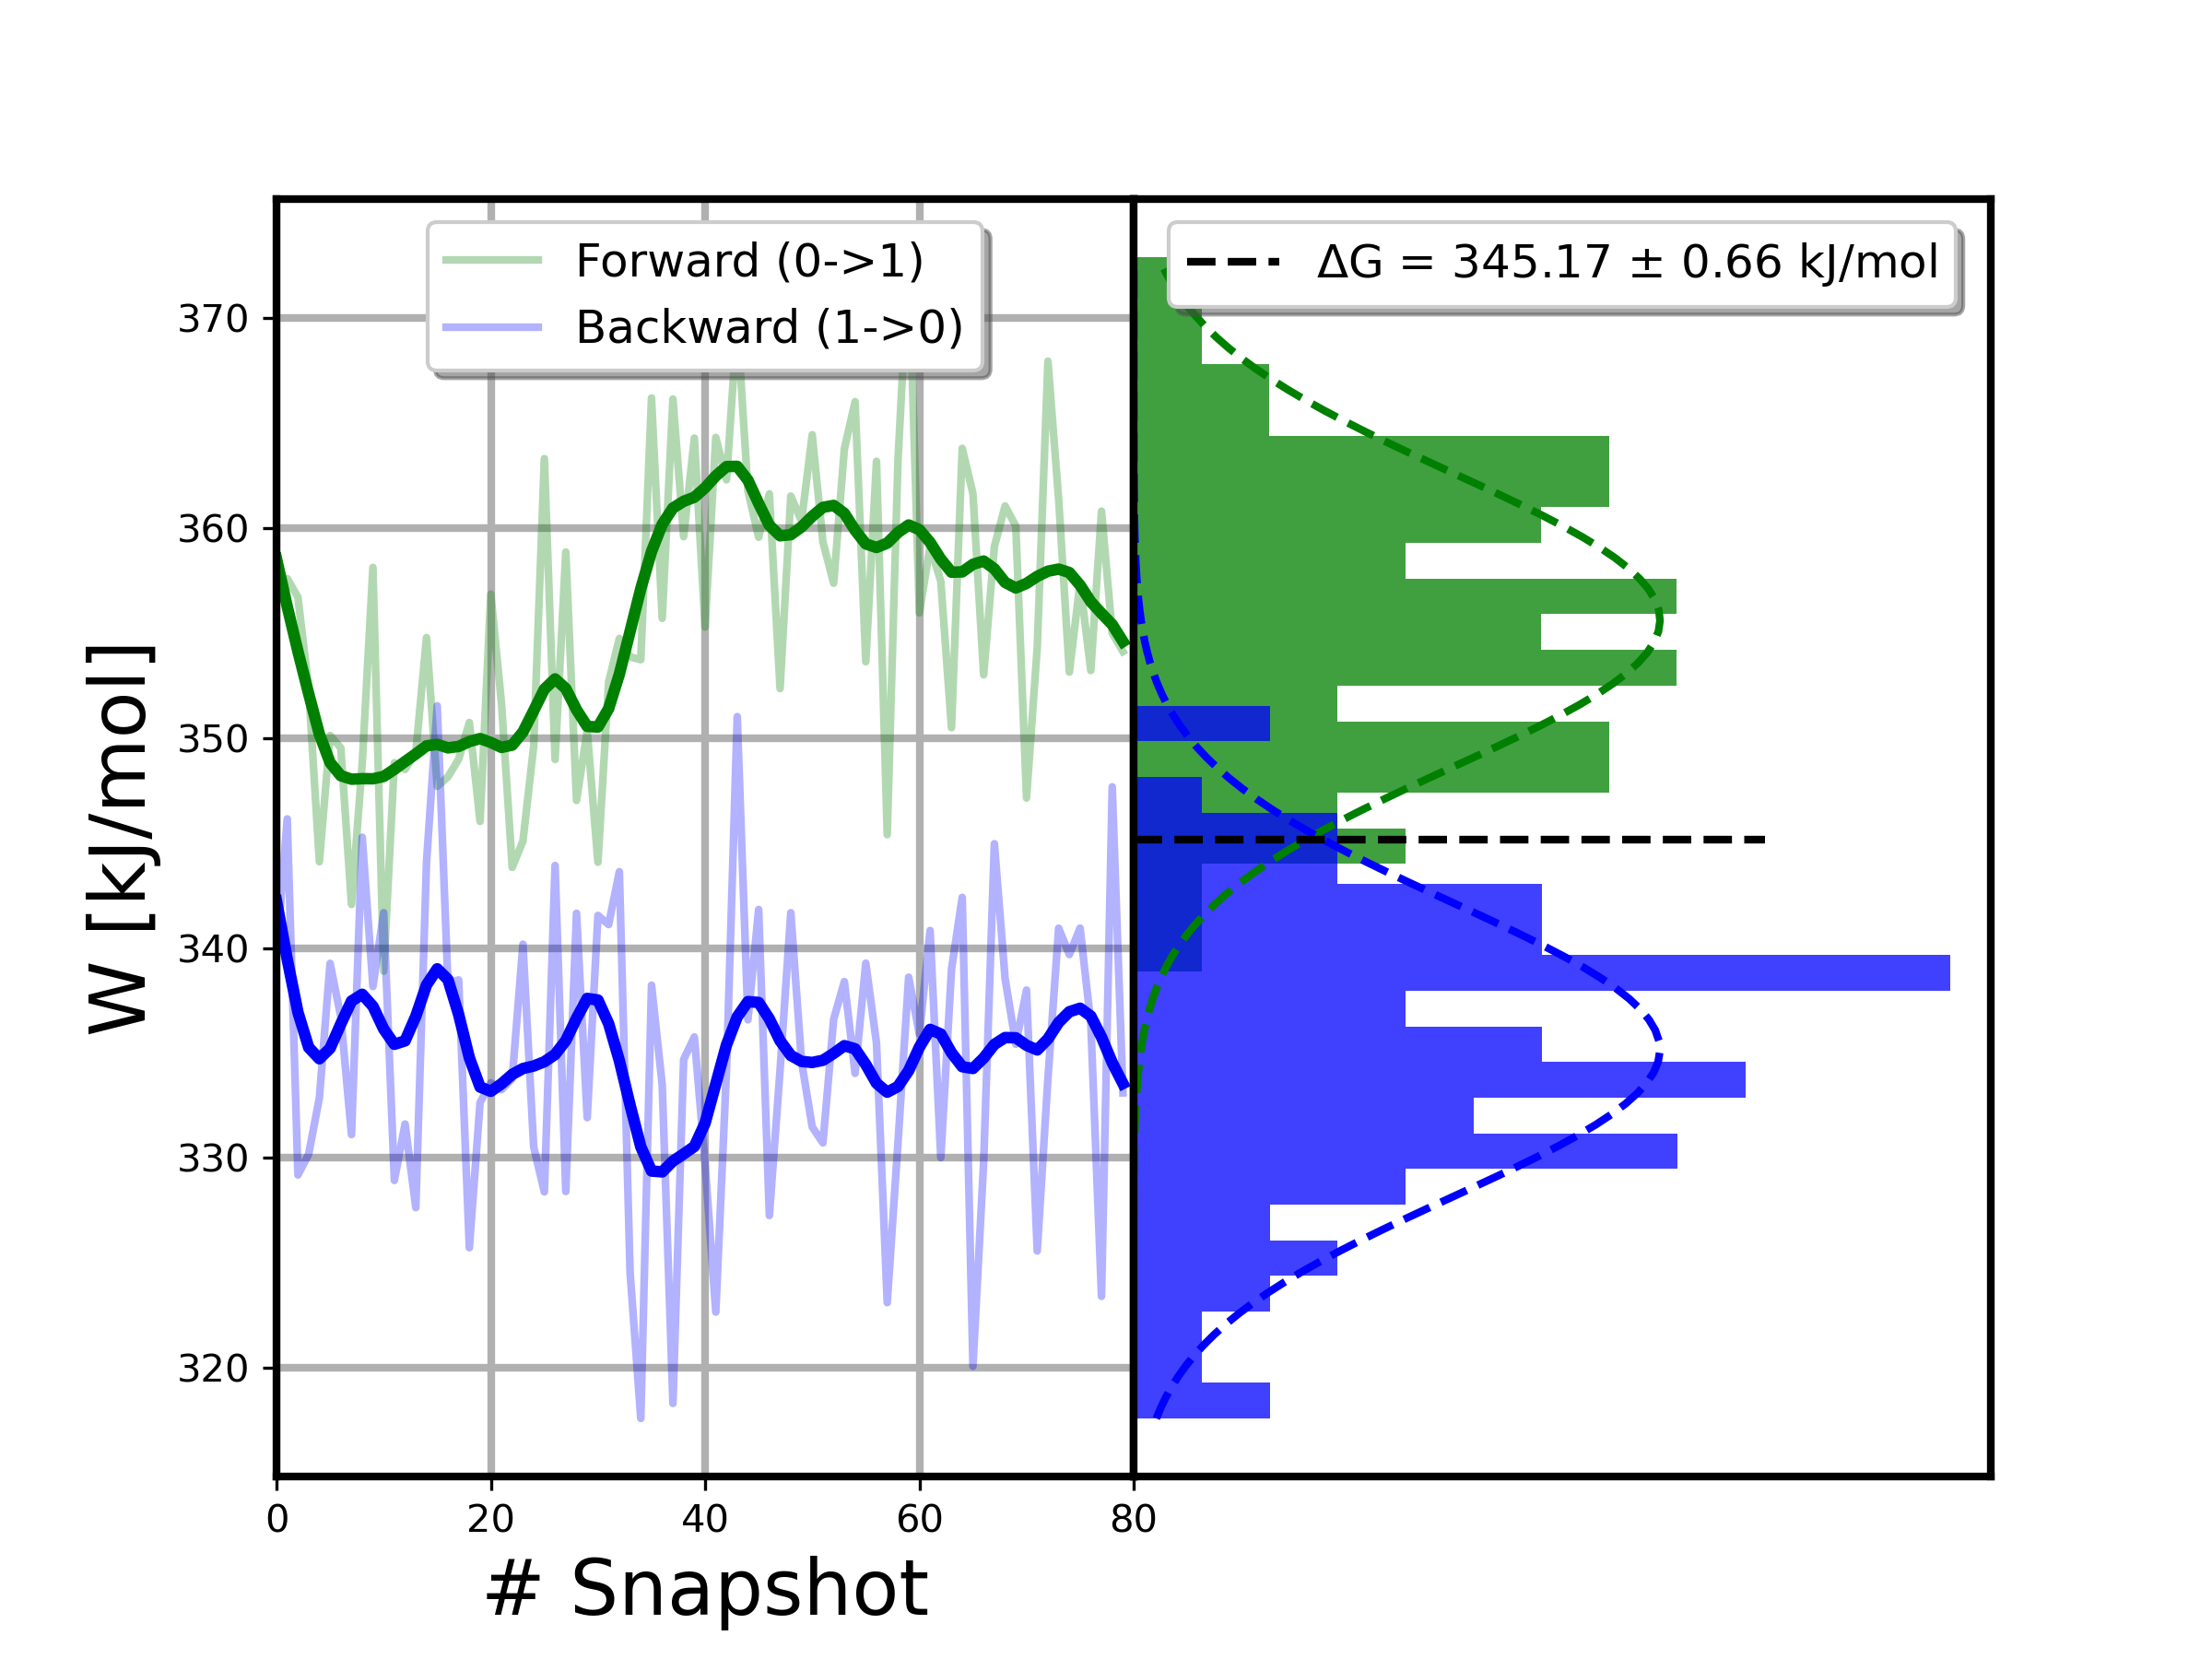 Forward (0->1)
Backward (1->0)
ΔG = 345.17 ± 0.66 kJ/mol
W [kJ/mol]
370
360
350
340
330
320
0 20 40 60 80
# Snapshot